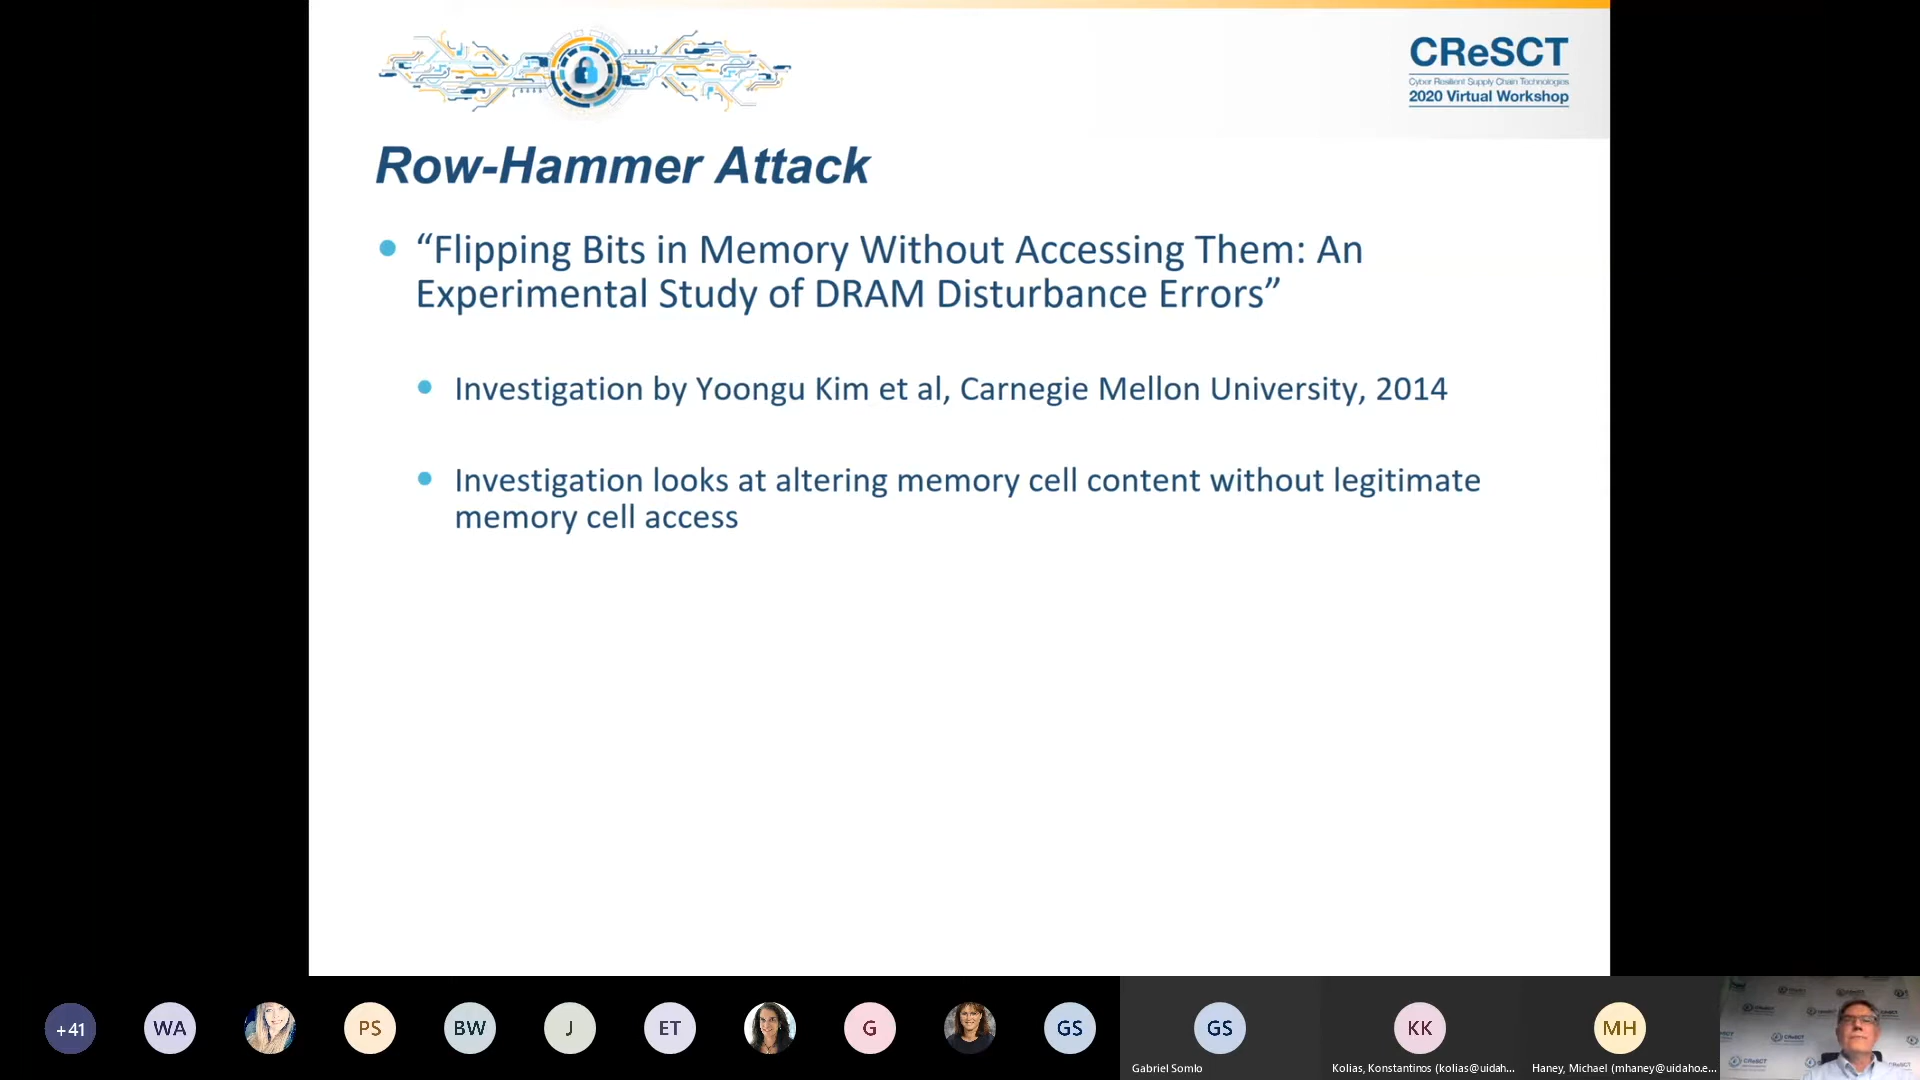 CReSCT
Cyber Resilient Supply Chain Technologies
2020 Virtual Workshop
Row-Hammer Attack
“Flipping Bits in Memory Without Accessing Them: An
Experimental Study of DRAM Disturbance Errors”
Investigation by Yoongu Kim et al, Carnegie Mellon University, 2014
Investigation looks at altering memory cell content without legitimate
memory cell access
+41
WA
PS
BW
J
ET
G
GS
GS
KK
MH
Gabriel Somlo
Kolias, Konstantinos (kolias@uidah...
Haney, Michael (mhaney@uidaho.e...
CReSCT